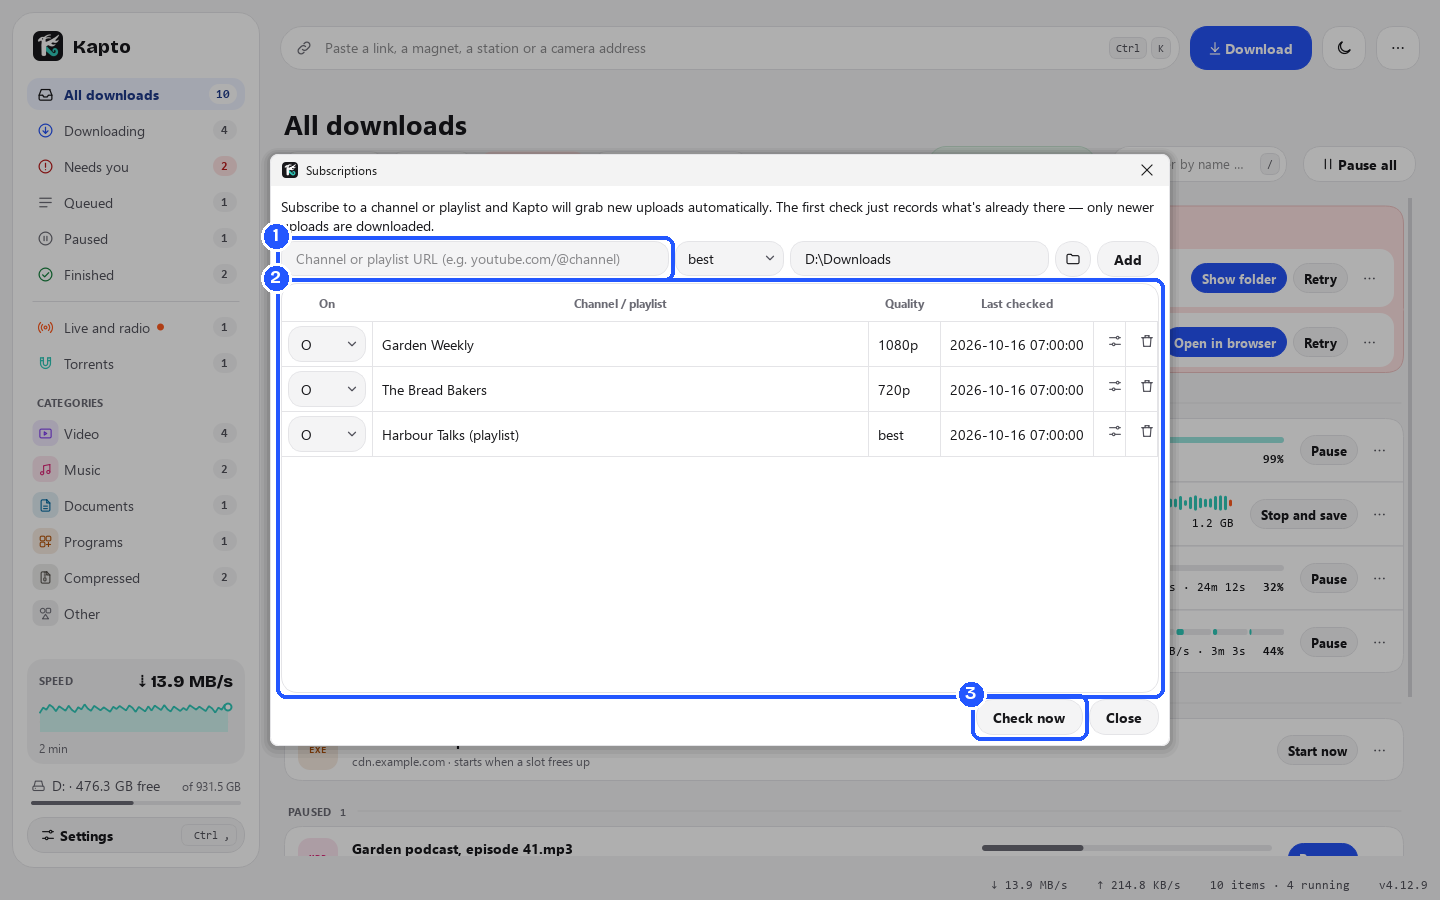 Kapto
Paste a link, a magnet, a station or a camera address
Ctrl K
Download
All downloads 10
Downloading 4
Needs you 2
Queued 1
Paused 1
Finished 1
Live and radio 1
Torrents 1
CATEGORIES
Video 4
Music 2
Documents 1
Programs 1
Compressed 2
Other
SPEED 13.9 MB/s
2 min
D: · 476.3 GB free of 931.5 GB
Settings Ctrl ,
All downloads
r by name ... /
Pause all
Subscriptions
Subscribe to a channel or playlist and Kapto will grab new uploads automatically. The first check just records what's already there — only newer
uploads are downloaded.
1
Channel or playlist URL (e.g. youtube.com/@channel)
best
D:\Downloads
Add
2
On Channel / playlist Quality Last checked
O Garden Weekly 1080p 2026-10-16 07:00:00
O The Bread Bakers 720p 2026-10-16 07:00:00
O Harbour Talks (playlist) best 2026-10-16 07:00:00
3
Check now
Close
Show folder Retry
Open in browser Retry
99% Pause
1.2 GB Stop and save
s · 24m 12s 32% Pause
B/s · 3m 3s 44% Pause
EXE
cdn.example.com · starts when a slot frees up
Start now
PAUSED 1
Garden podcast, episode 41.mp3
↓ 13.9 MB/s ↑ 214.8 KB/s 10 items · 4 running v4.12.9